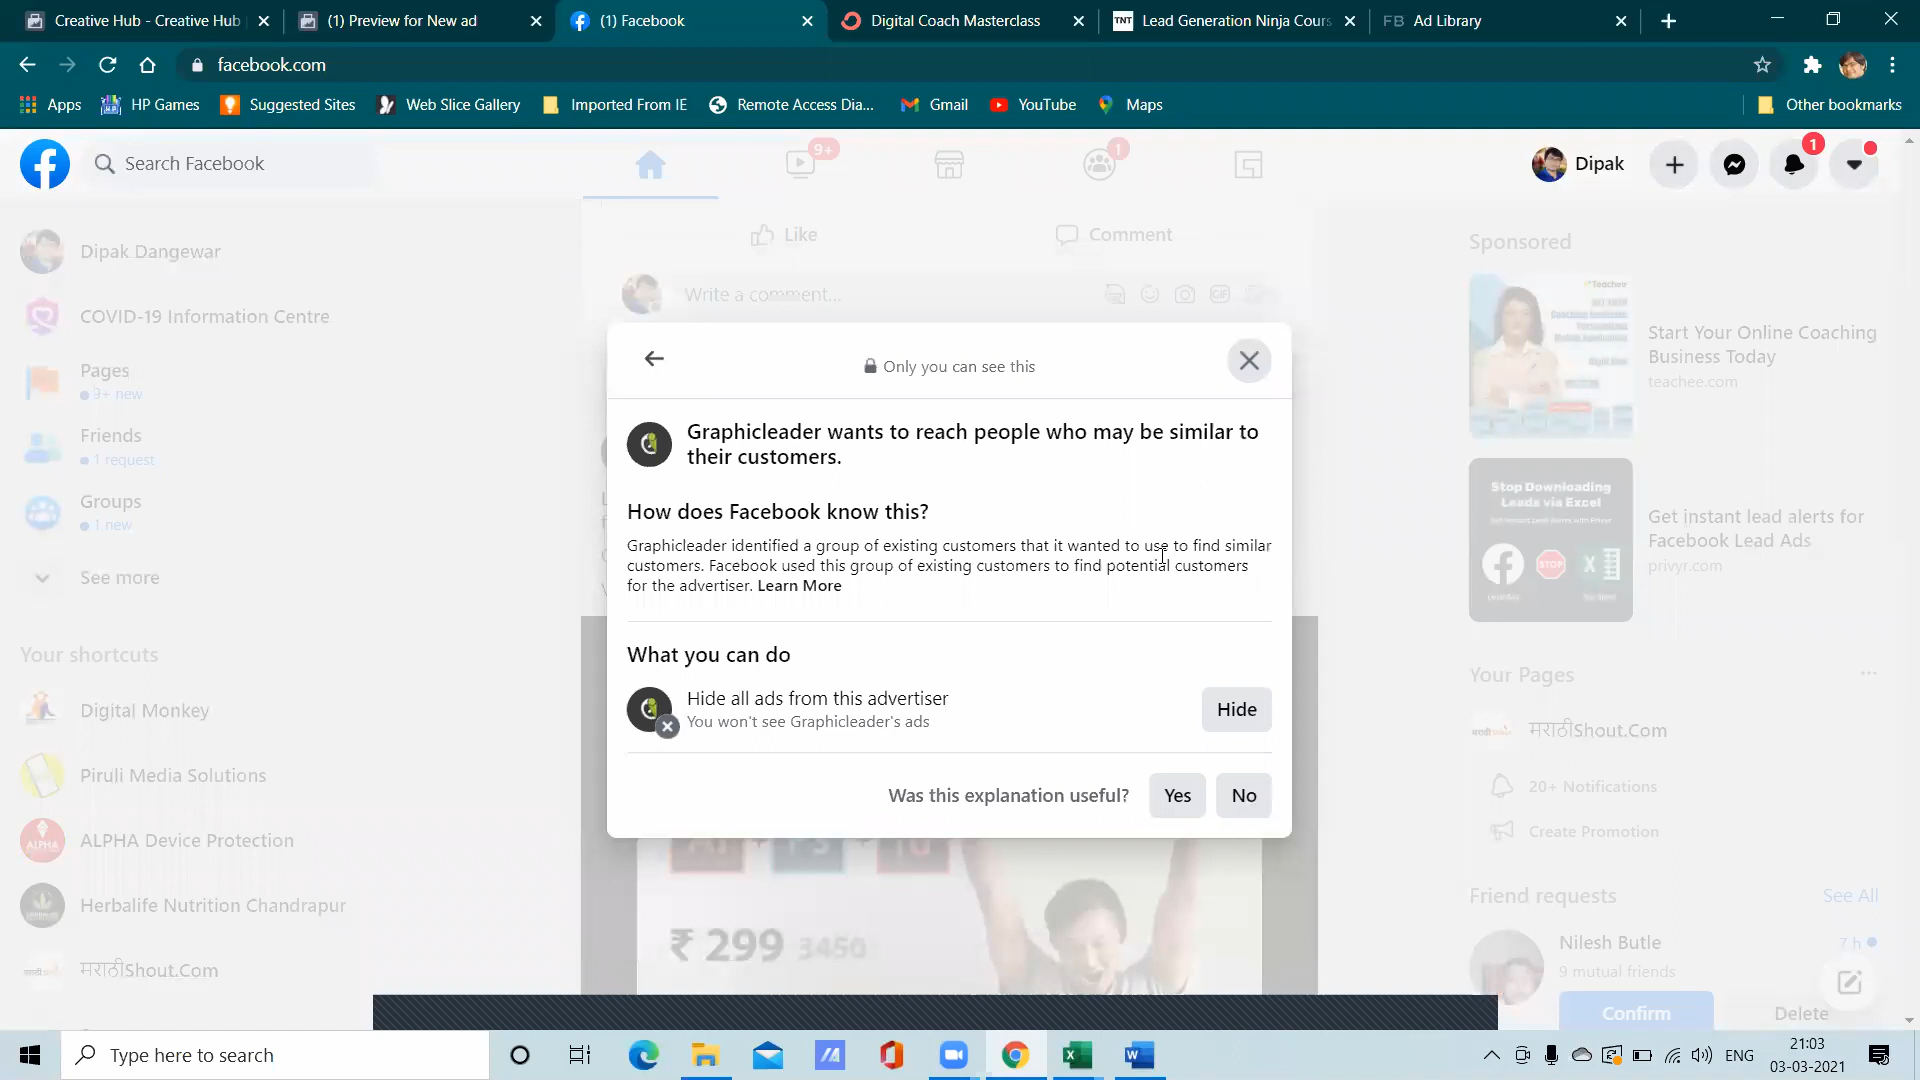 Creative Hub - Creative Hub
(1) Preview for New ad
(1) Facebook
Digital Coach Masterclass
TNT Lead Generation Ninja Cours
FB Ad Library
facebook.com
Apps
HP Games
Suggested Sites
Web Slice Gallery
Imported From IE
Remote Access Dia...
Gmail
YouTube
Maps
Other bookmarks
Search Facebook
9+
1
Dipak
1
Dipak Dangewar
COVID-19 Information Centre
Pages
9+ new
Friends
1 request
Groups
1 new
See more
Your shortcuts
Digital Monkey
Piruli Media Solutions
ALPHA
ALPHA Device Protection
Herbalife Nutrition Chandrapur
मराठीShout.Com
Like
Comment
Write a comment...
GIF
Only you can see this
Graphicleader wants to reach people who may be similar to
their customers.
How does Facebook know this?
Graphicleader identified a group of existing customers that it wanted to use to find similar
customers. Facebook used this group of existing customers to find potential customers
for the advertiser. Learn More
What you can do
Hide all ads from this advertiser
You won't see Graphicleader's ads
Hide
Was this explanation useful?
Yes
No
₹ 299 3450
Sponsored
Teachee
Start Your Online Coaching
Business Today
teachee.com
Stop Downloading
Leads via Excel
STOP
Get instant lead alerts for
Facebook Lead Ads
privyr.com
Your Pages
मराठीShout.Com
20+ Notifications
Create Promotion
Friend requests
See All
Nilesh Butle
7 h
9 mutual friends
Confirm
Delete
Type here to search
ENG
21:03
03-03-2021